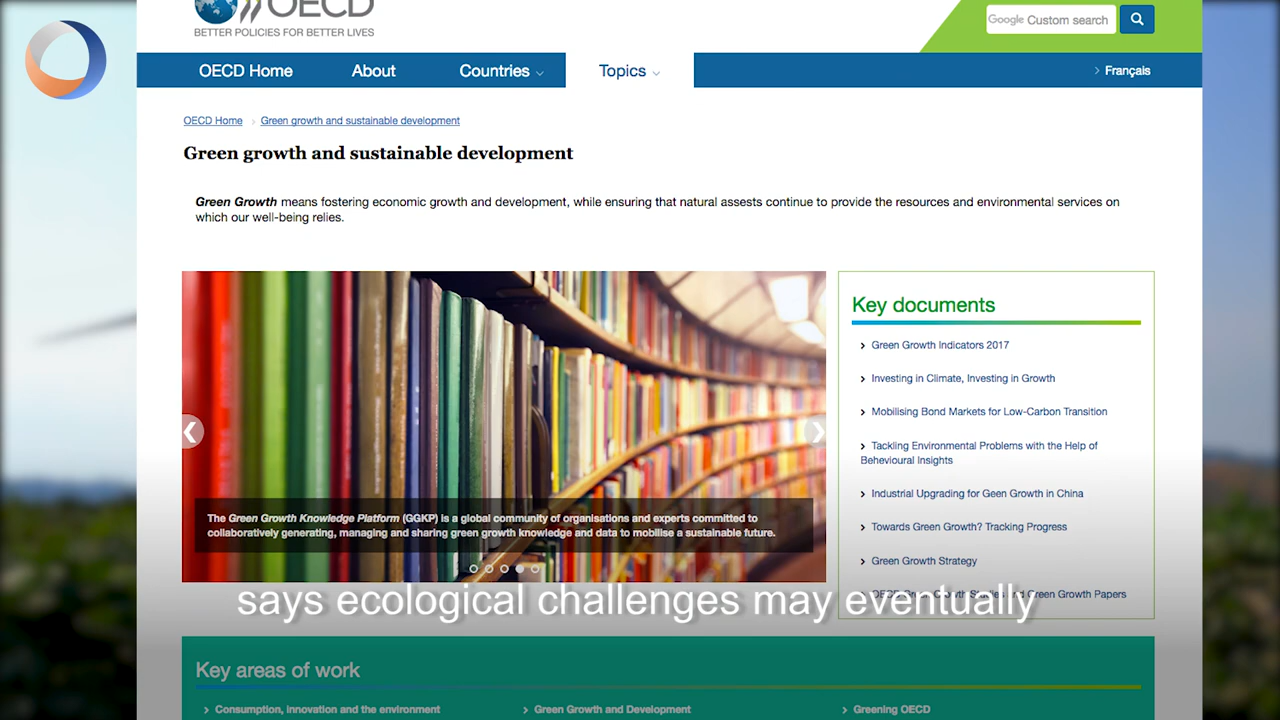 OECD
BETTER POLICIES FOR BETTER LIVES
Google Custom search
OECD Home
About
Countries
Topics
Français
OECD Home
Green growth and sustainable development
Green growth and sustainable development
Green Growth means fostering economic growth and development, while ensuring that natural assests continue to provide the resources and environmental services on
which our well-being relies.
The Green Growth Knowledge Platform (GGKP) is a global community of organisations and experts committed to
collaboratively generating, managing and sharing green growth knowledge and data to mobilise a sustainable future.
Key documents
Green Growth Indicators 2017
Investing in Climate, Investing in Growth
Mobilising Bond Markets for Low-Carbon Transition
Tackling Environmental Problems with the Help of
Behevioural Insights
Industrial Upgrading for Geen Growth in China
Towards Green Growth? Tracking Progress
Green Growth Strategy
OECD Green Growth Studies and Green Growth Papers
says ecological challenges may eventually
Key areas of work
Consumption, innovation and the environment
Green Growth and Development
Greening OECD